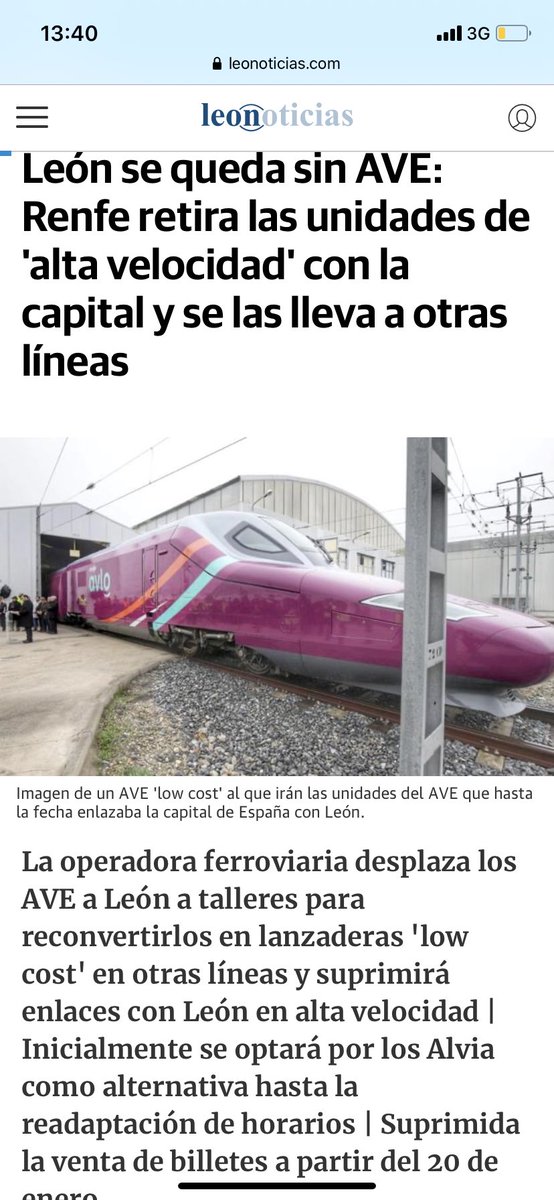 13:40
3G
leonoticias.com
leonoticias
León se queda sin AVE:
Renfe retira las unidades de
'alta velocidad' con la
capital y se las lleva a otras
líneas
avlo
Imagen de un AVE 'low cost' al que irán las unidades del AVE que hasta
la fecha enlazaba la capital de España con León.
La operadora ferroviaria desplaza los
AVE a León a talleres para
reconvertirlos en lanzaderas 'low
cost' en otras líneas y suprimirá
enlaces con León en alta velocidad |
Inicialmente se optará por los Alvia
como alternativa hasta la
readaptación de horarios | Suprimida
la venta de billetes a partir del 20 de
enero